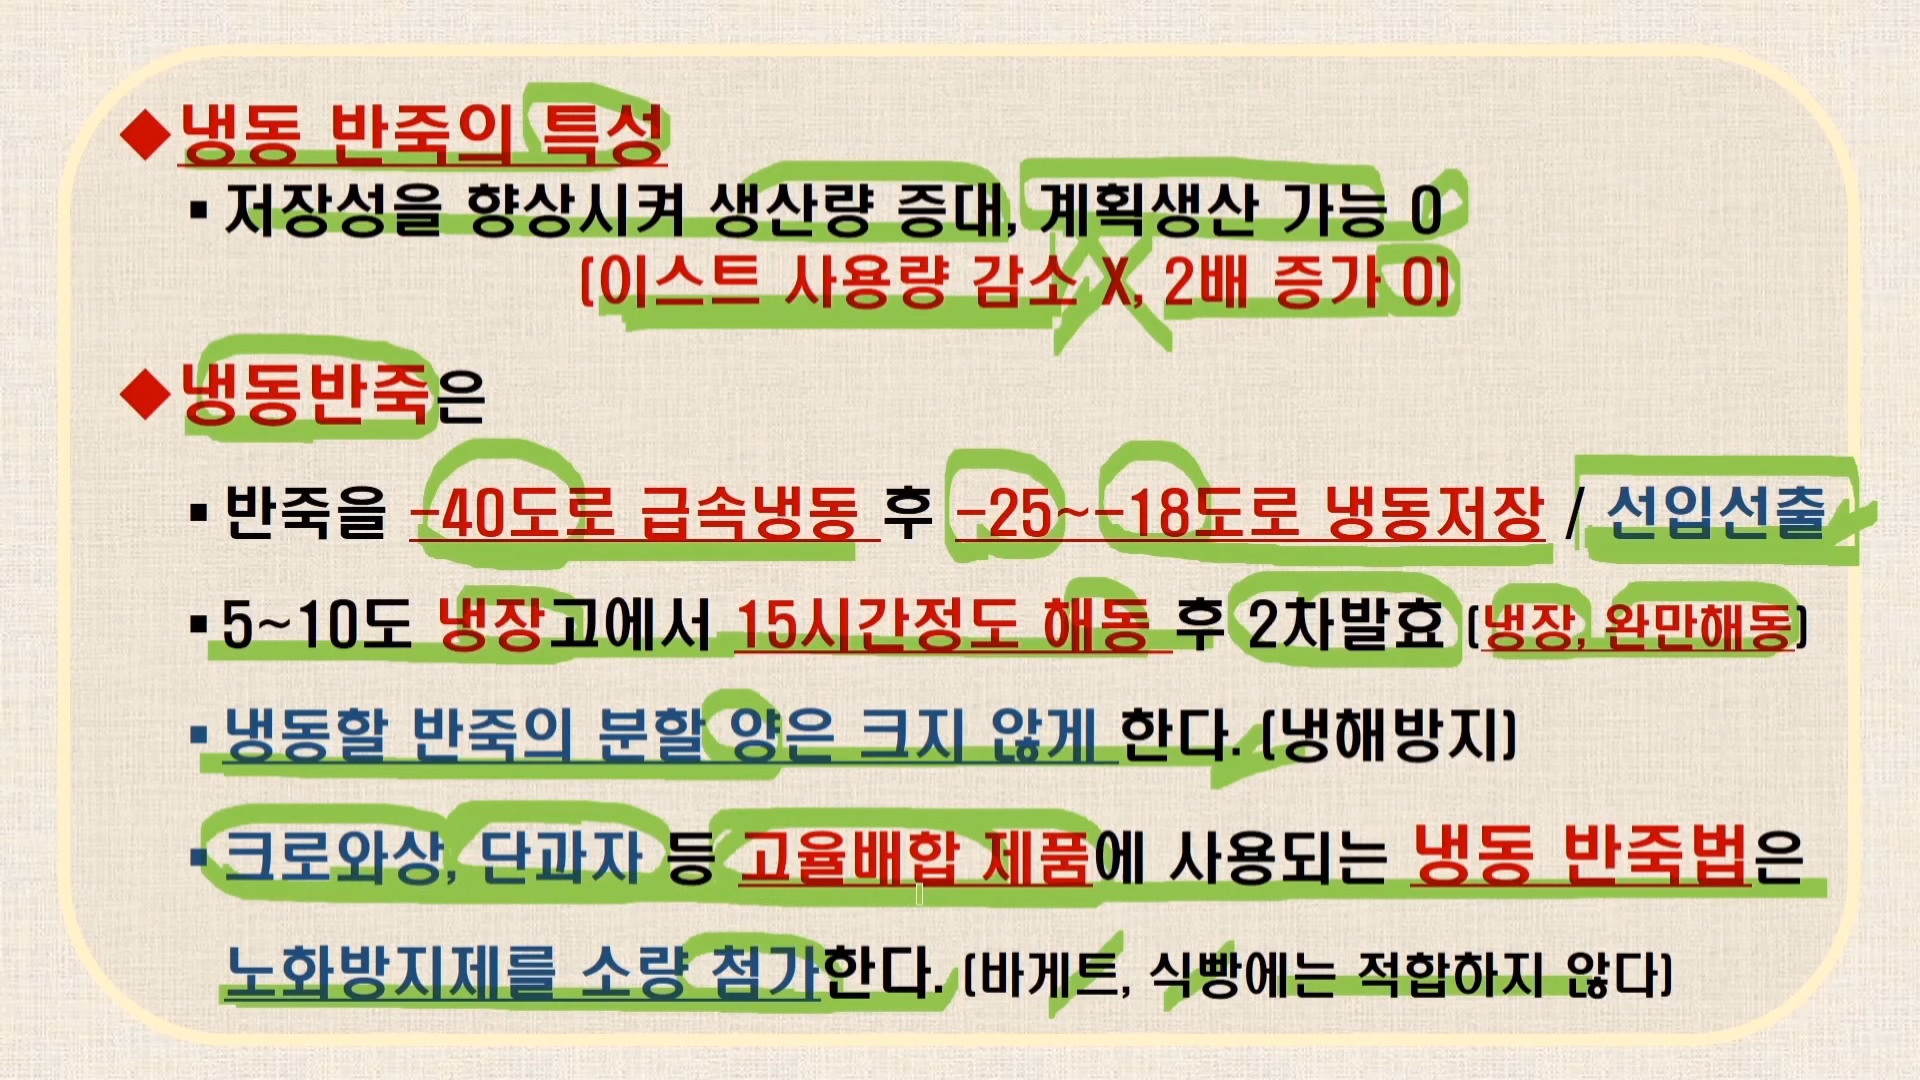 ◆냉동 반죽의 특성
▪ 저장성을 향상시켜 생산량 증대, 계획생산 가능 O
(이스트 사용량 감소 X, 2배 증가 O)
◆냉동반죽은
▪ 반죽을 -40도로 급속냉동 후 -25~-18도로 냉동저장 / 선입선출
▪ 5~10도 냉장고에서 15시간정도 해동 후 2차발효 (냉장, 완만해동)
▪ 냉동할 반죽의 분할 양은 크지 않게 한다. (냉해방지)
▪ 크로와상, 단과자 등 고율배합 제품에 사용되는 냉동 반죽법은
노화방지제를 소량 첨가한다. (바게트, 식빵에는 적합하지 않다)